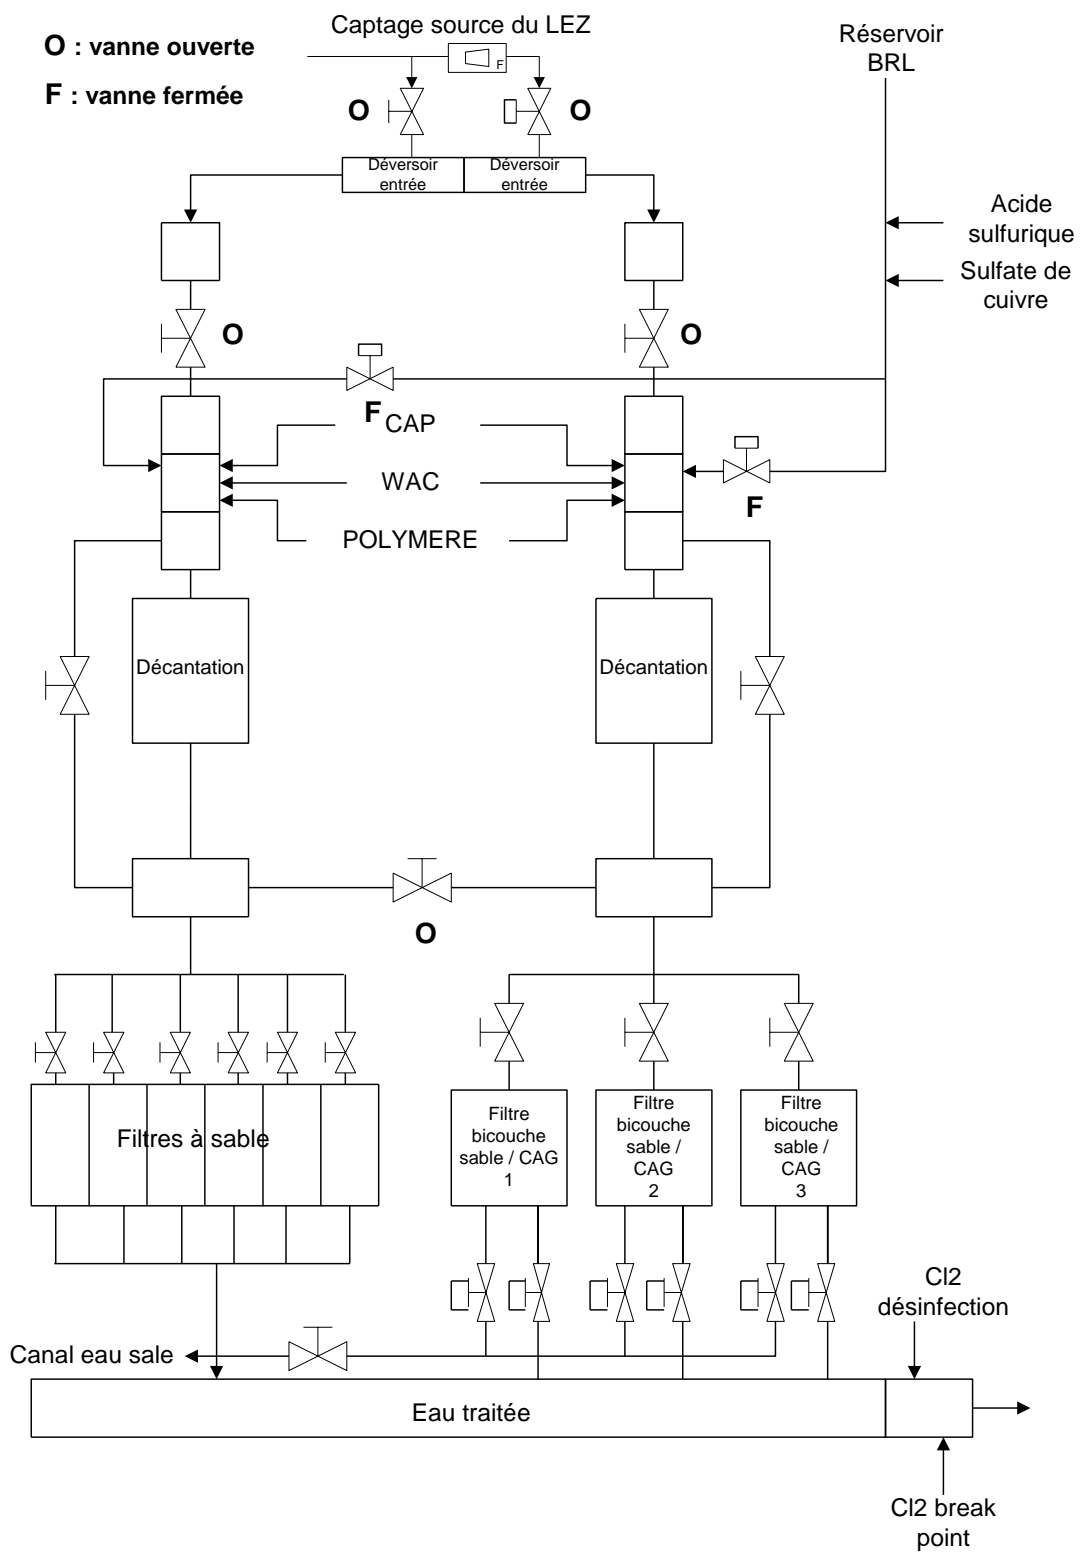 Captage source du LEZ
O : vanne ouverte
F : vanne fermée
Réservoir
BRL
F
O
O
Déversoir
entrée
Déversoir
entrée
Acide
sulfurique
Sulfate de
cuivre
O
O
F
CAP
WAC
F
POLYMERE
Décantation
Décantation
O
Filtres à sable
Filtre
bicouche
sable / CAG
1
Filtre
bicouche
sable /
CAG
2
Filtre
bicouche
sable /
CAG
3
Cl2
désinfection
Canal eau sale
Eau traitée
Cl2 break
point